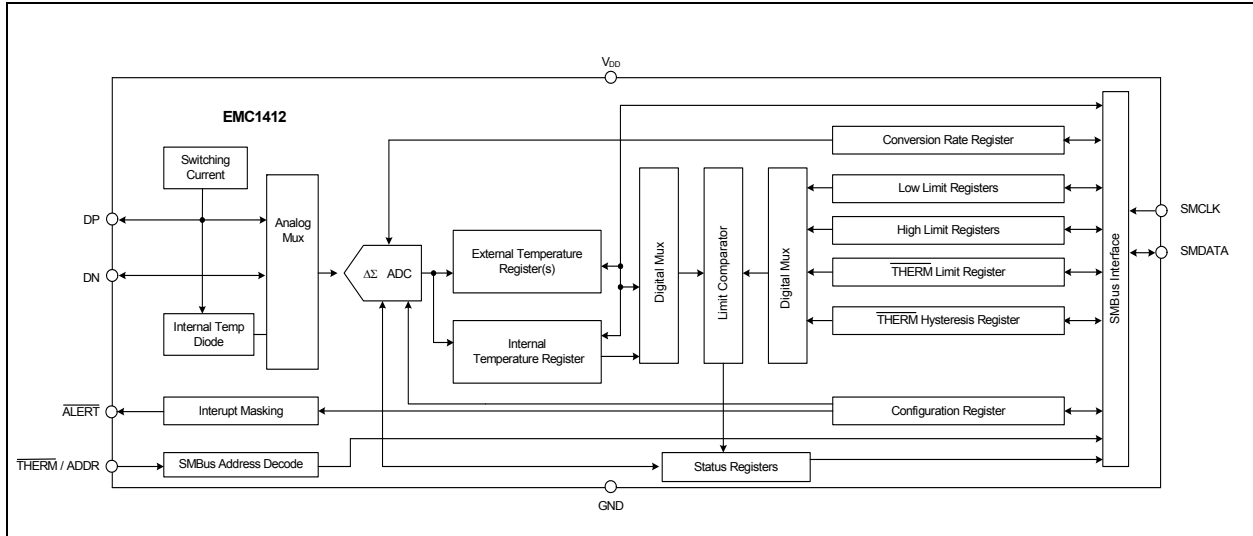 VDD
EMC1412
Switching
Current
Analog
Mux
DP
DN
Internal Temp
Diode
ΔΣ ADC
External Temperature
Register(s)
Internal
Temperature Register
Digital Mux
Limit Comparator
Digital Mux
Conversion Rate Register
Low Limit Registers
High Limit Registers
THERM Limit Register
THERM Hysteresis Register
SMBus Interface
SMCLK
SMDATA
ALERT
Interupt Masking
Configuration Register
THERM / ADDR
SMBus Address Decode
Status Registers
GND